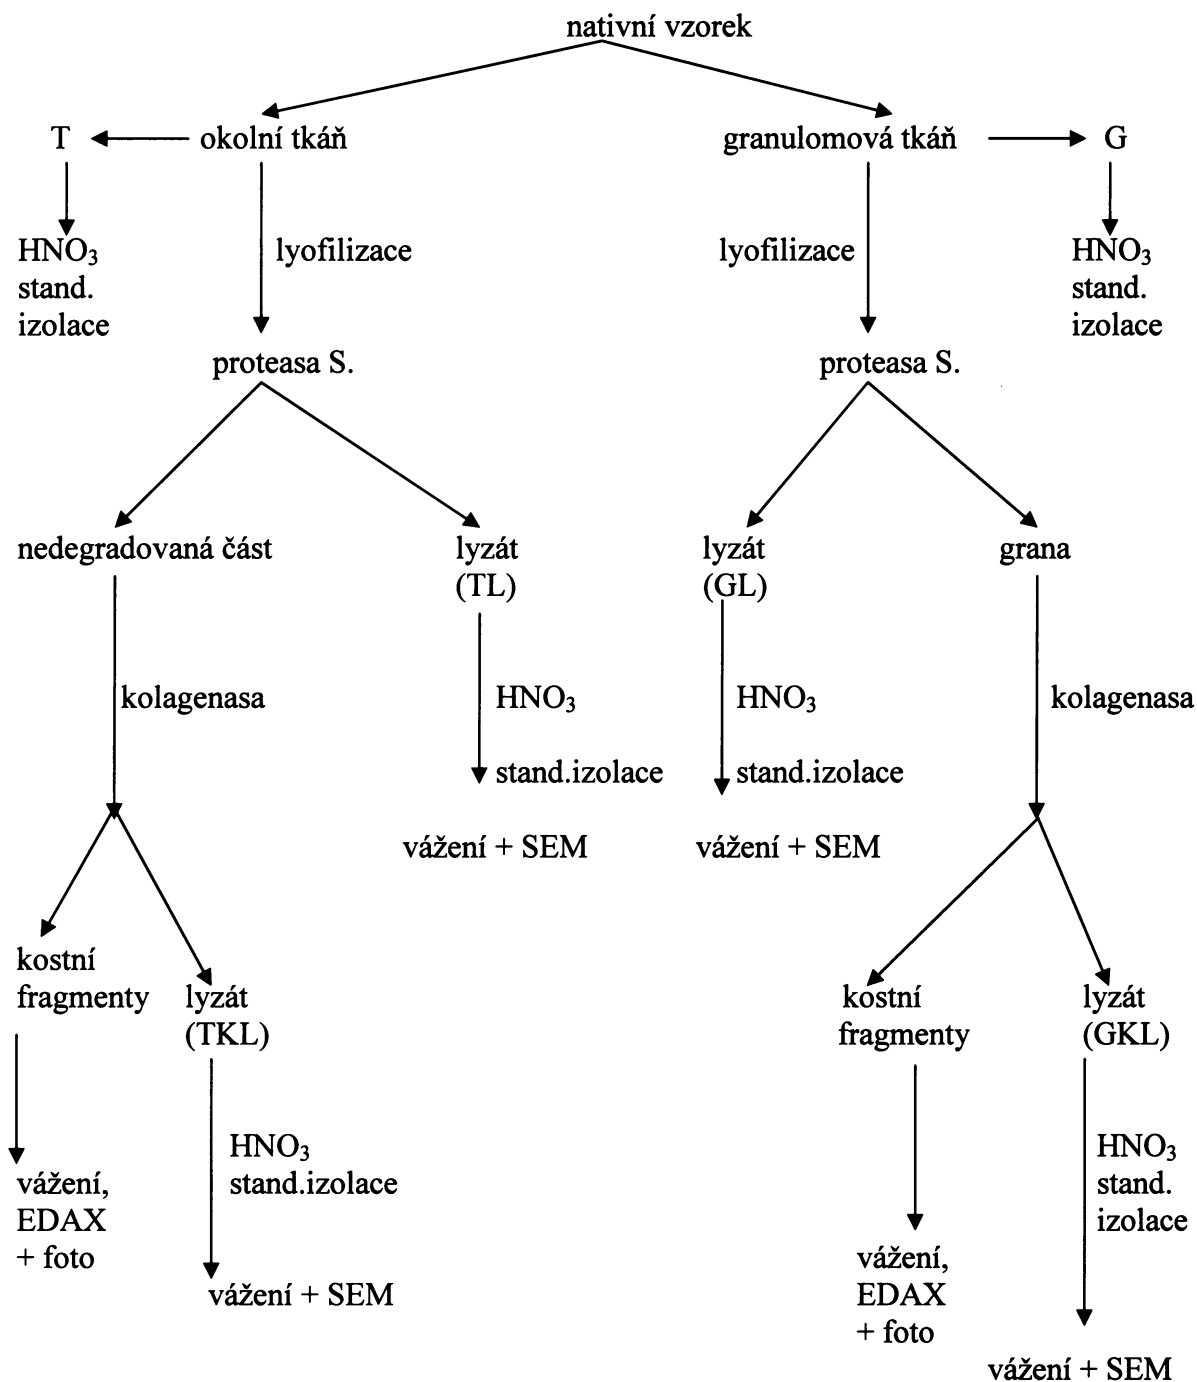 nativní vzorek
T
okolní tkáň
granulomová tkáň
G
HNO₃
stand.
izolace
lyofilizace
lyofilizace
HNO₃
stand.
izolace
proteasa S.
proteasa S.
nedegradovaná část
lyzát
(TL)
lyzát
(GL)
grana
kolagenasa
HNO₃
stand.izolace
HNO₃
stand.izolace
kolagenasa
vážení + SEM
vážení + SEM
kostní
fragmenty
lyzát
(TKL)
kostní
fragmenty
lyzát
(GKL)
vážení,
EDAX
+ foto
HNO₃
stand.izolace
vážení + SEM
vážení,
EDAX
+ foto
HNO₃
stand.
izolace
vážení + SEM